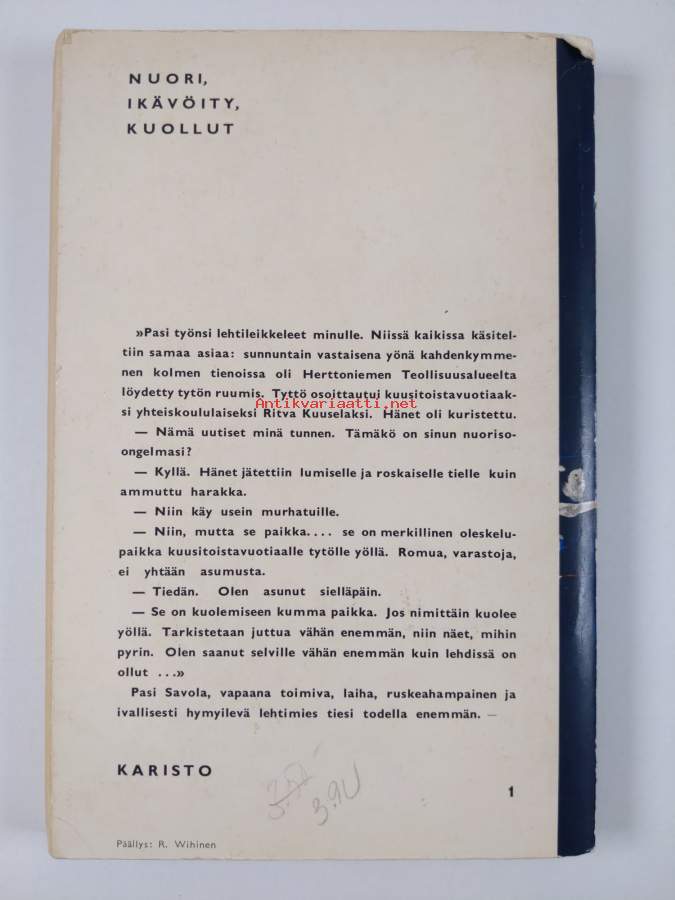 NUORI,
IKÄVÖITY,
KUOLLUT
»Pasi työnsi lehtileikkeleet minulle. Niissä kaikissa käsitel-
tiin samaa asiaa: sunnuntain vastaisena yönä kahdenkymme-
nen kolmen tienoissa oli Herttoniemen Teollisuusalueelta
löydetty tytön ruumis. Tyttö osoittautui kuusitoistavuotiaak-
si yhteiskoululaiseksi Ritva Kuuselaksi. Hänet oli kuristettu.
Antikvariaatti.net
— Nämä uutiset minä tunnen. Tämäkö on sinun nuoriso-
ongelmasi?
— Kyllä. Hänet jätettiin lumiselle ja roskaiselle tielle kuin
ammuttu harakka.
— Niin käy usein murhatuille.
— Niin, mutta se paikka.... se on merkillinen oleskelu-
paikka kuusitoistavuotiaalle tytölle yöllä. Romua, varastoja,
ei yhtään asumusta.
— Tiedän. Olen asunut sielläpäin.
— Se on kuolemiseen kumma paikka. Jos nimittäin kuolee
yöllä. Tarkistetaan juttua vähän enemmän, niin näet, mihin
pyrin. Olen saanut selville vähän enemmän kuin lehdissä on
ollut ...»
Pasi Savola, vapaana toimiva, laiha, ruskeahampainen ja
ivallisesti hymyilevä lehtimies tiesi todella enemmän. —
KARISTO
1
Päällys: R. Wihinen